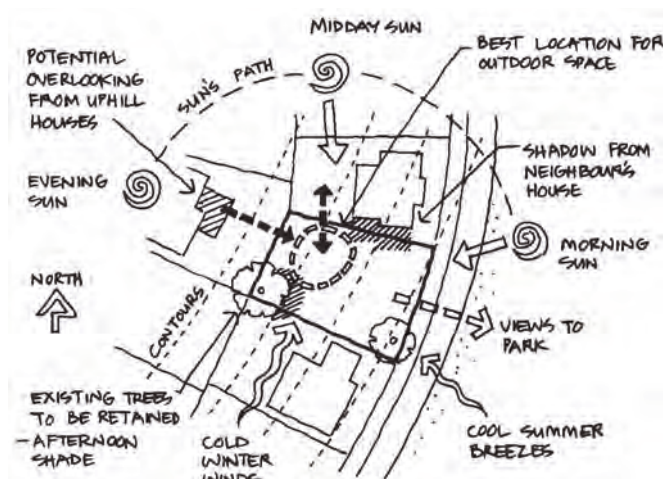 MIDDAY SUN
POTENTIAL
OVERLOOKING
FROM UPHILL
HOUSES
SUN'S PATH
BEST LOCATION FOR
OUTDOOR SPACE
SHADOW FROM
NEIGHBOUR'S
HOUSE
EVENING
SUN
MORNING
SUN
NORTH
CONTOURS
VIEWS TO
PARK
EXISTING TREES
TO BE RETAINED
- AFTERNOON
SHADE
COLD
WINTER
WINDS
COOL SUMMER
BREEZES